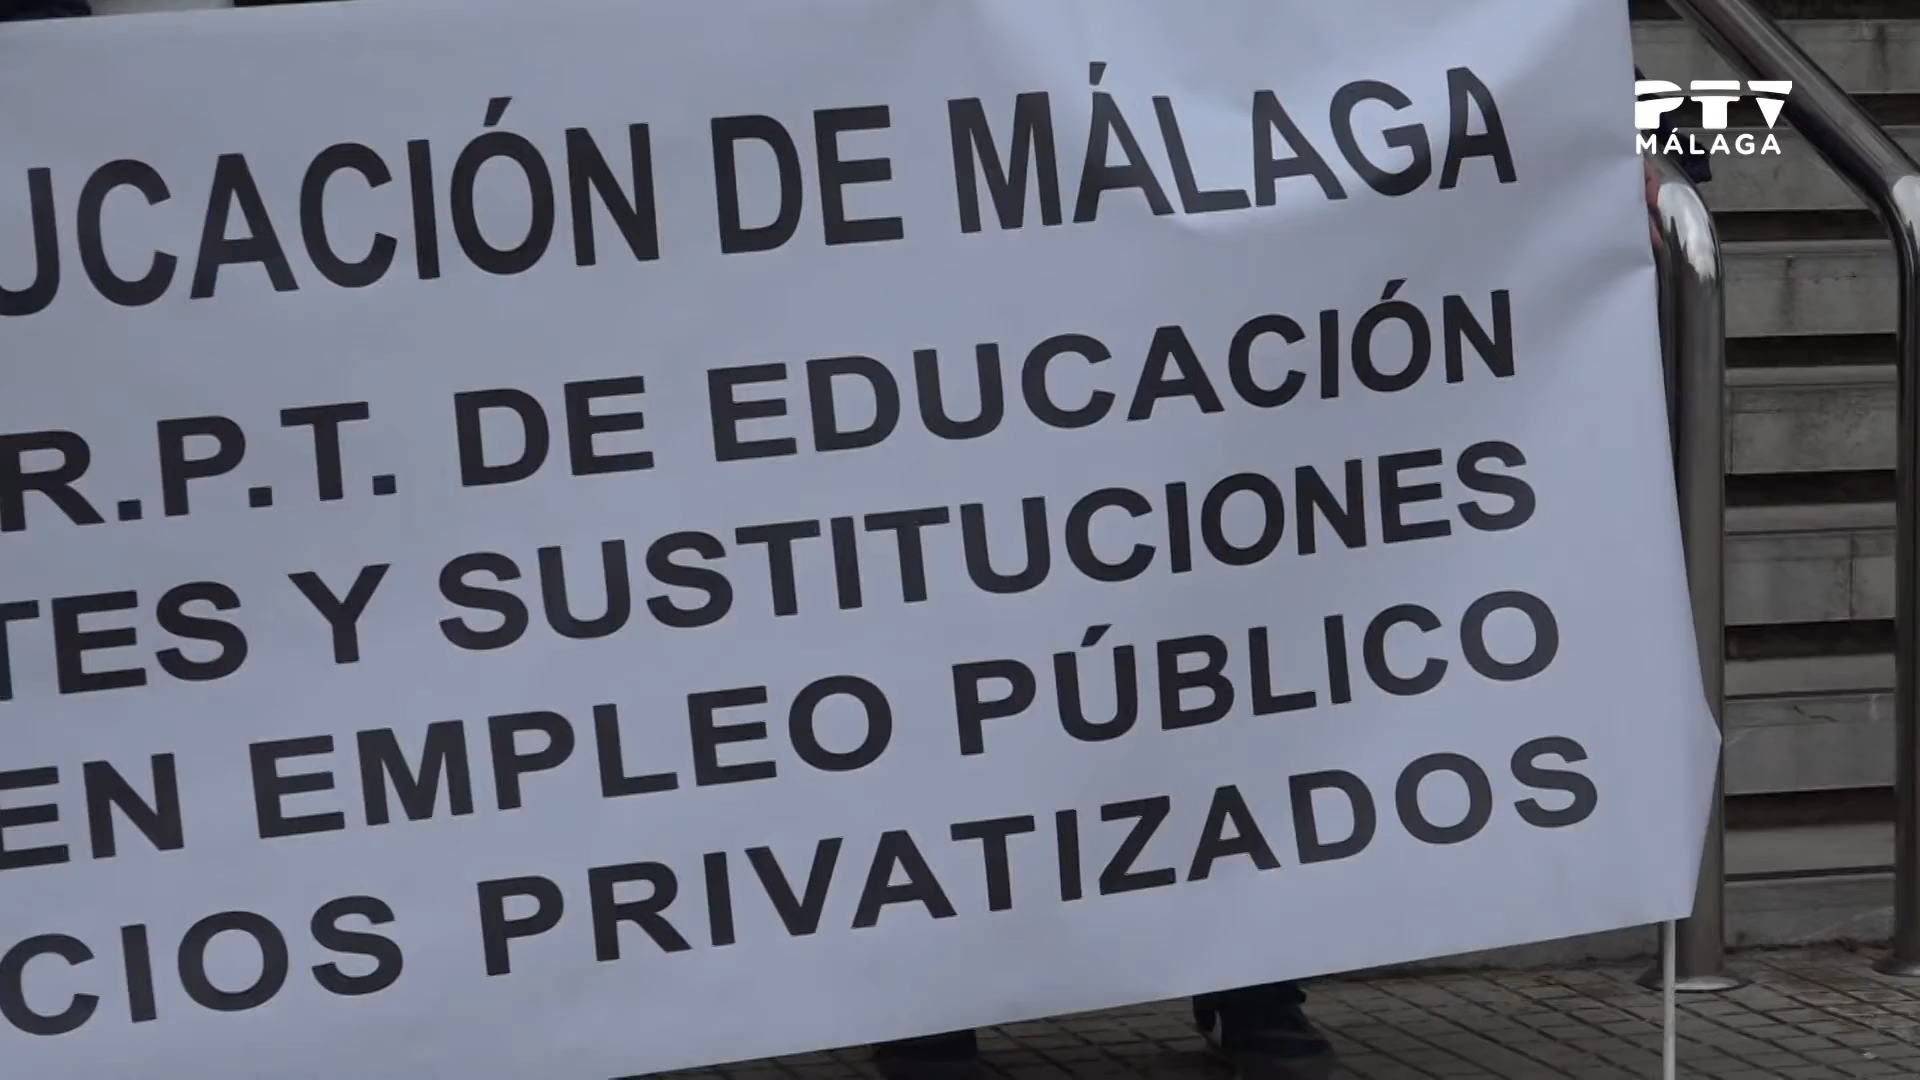 UCACIÓN DE MÁLAGA
R.P.T. DE EDUCACIÓN
TES Y SUSTITUCIONES
EN EMPLEO PÚBLICO
CIOS PRIVATIZADOS
PTV
MÁLAGA